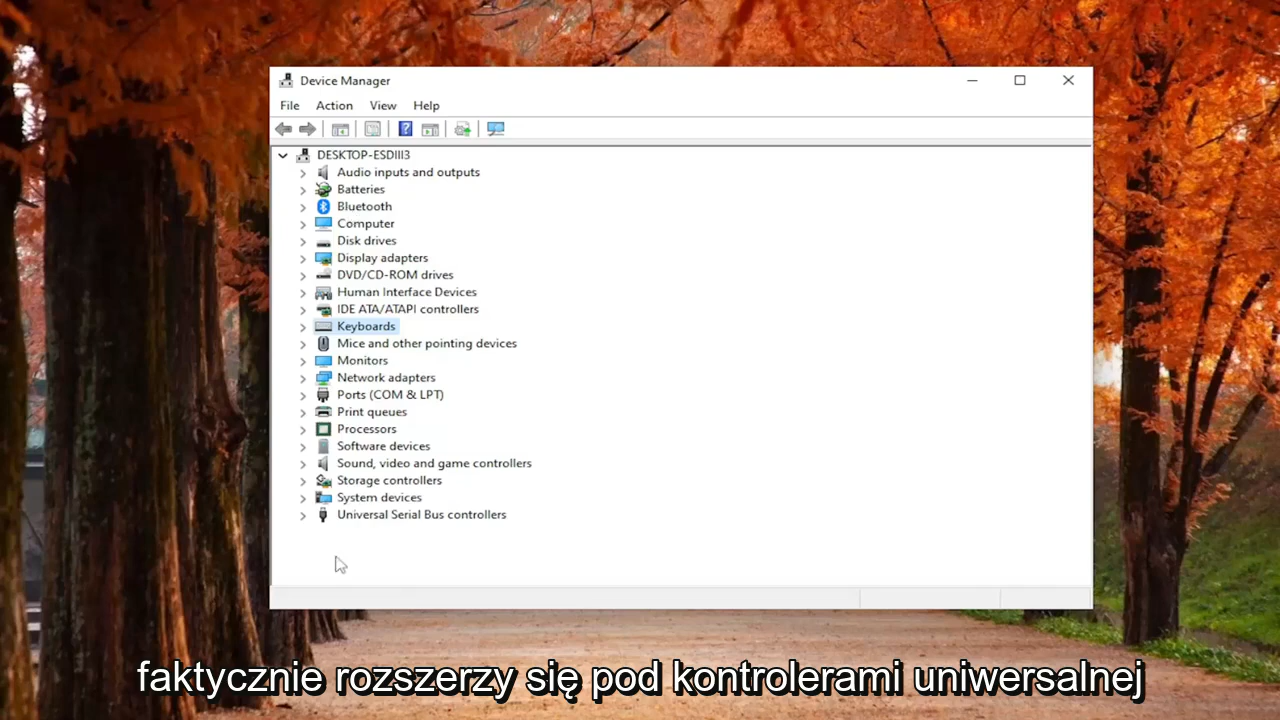 Device Manager
File Action View Help
DESKTOP-ESDIII3
Audio inputs and outputs
Batteries
Bluetooth
Computer
Disk drives
Display adapters
DVD/CD-ROM drives
Human Interface Devices
IDE ATA/ATAPI controllers
Keyboards
Mice and other pointing devices
Monitors
Network adapters
Ports (COM & LPT)
Print queues
Processors
Software devices
Sound, video and game controllers
Storage controllers
System devices
Universal Serial Bus controllers
faktycznie rozszerzy się pod kontrolerami uniwersalnej